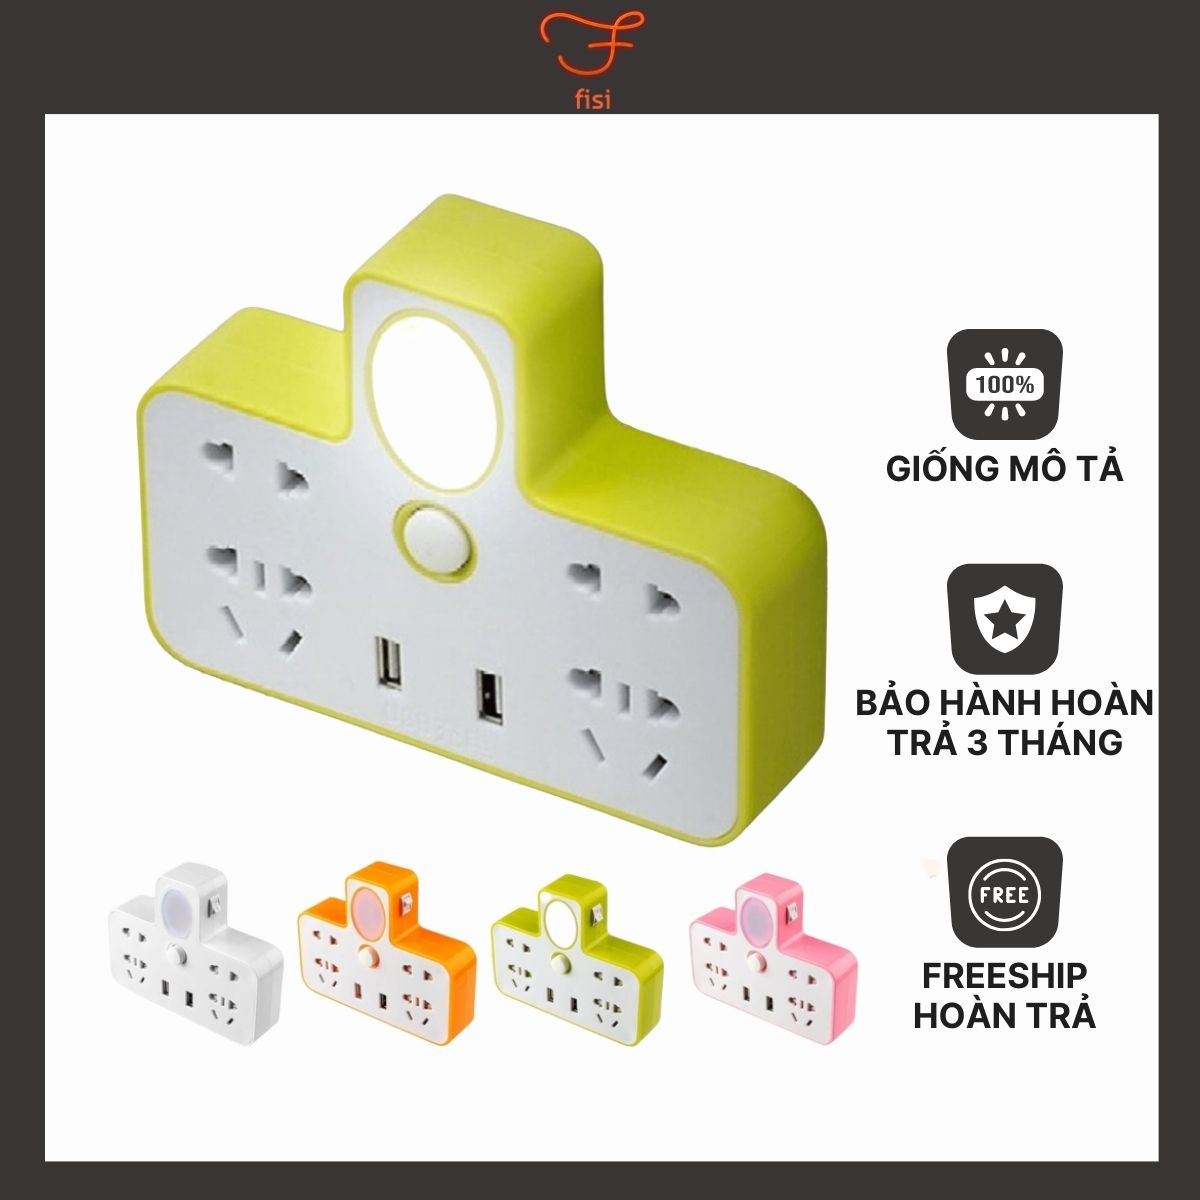 fisi
100%
GIỐNG MÔ TẢ
BẢO HÀNH HOÀN
TRẢ 3 THÁNG
FREE
FREESHIP
HOÀN TRẢ